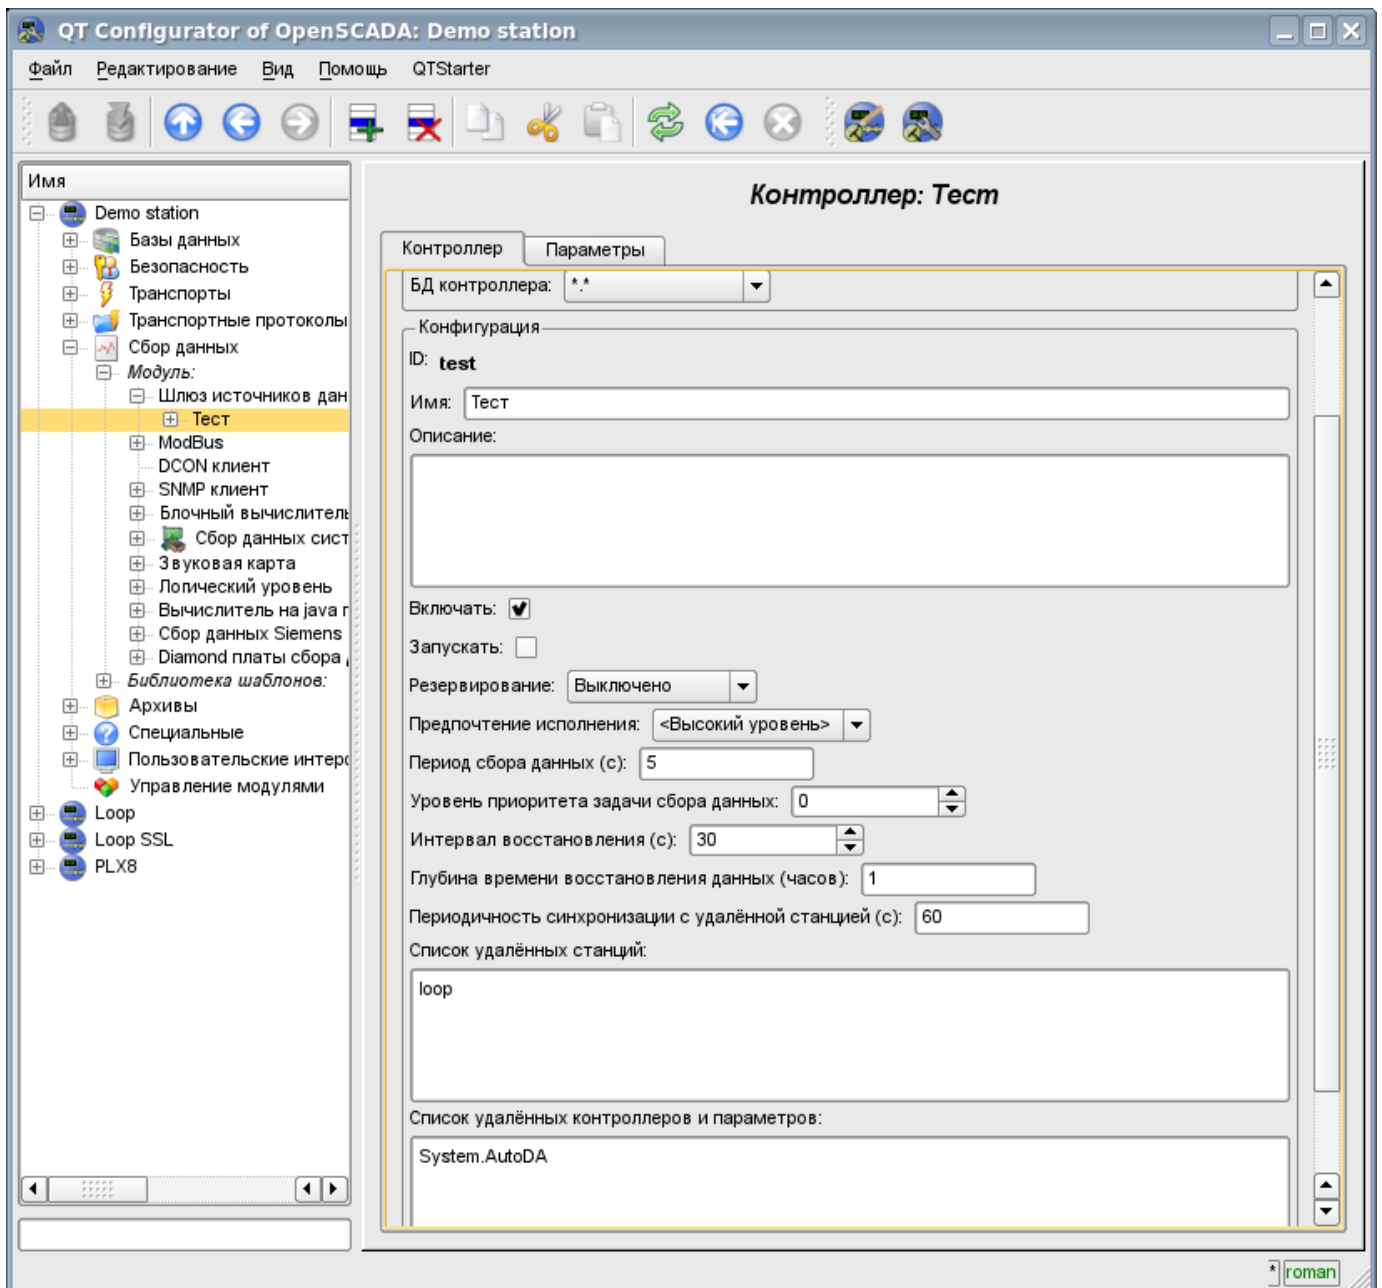 QT Configurator of OpenSCADA: Demo station
Файл Редактирование Вид Помощь QTStarter
Имя
Demo station
Базы данных
Безопасность
Транспорты
Транспортные протоколы
Сбор данных
Модуль:
Шлюз источников дан
Тест
ModBus
DCON клиент
SNMP клиент
Блочный вычислитель
Сбор данных сист
Звуковая карта
Логический уровень
Вычислитель на java
Сбор данных Siemens
Diamond платы сбора
Библиотека шаблонов:
Архивы
Специальные
Пользовательские интер
Управление модулями
Loop
Loop SSL
PLX8
Контроллер: Тест
Контроллер Параметры
БД контроллера: *.*
Конфигурация
ID: test
Имя: Тест
Описание:
Включать:
Запускать:
Резервирование: Выключено
Предпочтение исполнения: <Высокий уровень>
Период сбора данных (с): 5
Уровень приоритета задачи сбора данных: 0
Интервал восстановления (с): 30
Глубина времени восстановления данных (часов): 1
Периодичность синхронизации с удалённой станцией (с): 60
Список удалённых станций:
loop
Список удалённых контроллеров и параметров:
System.AutoDA
* roman